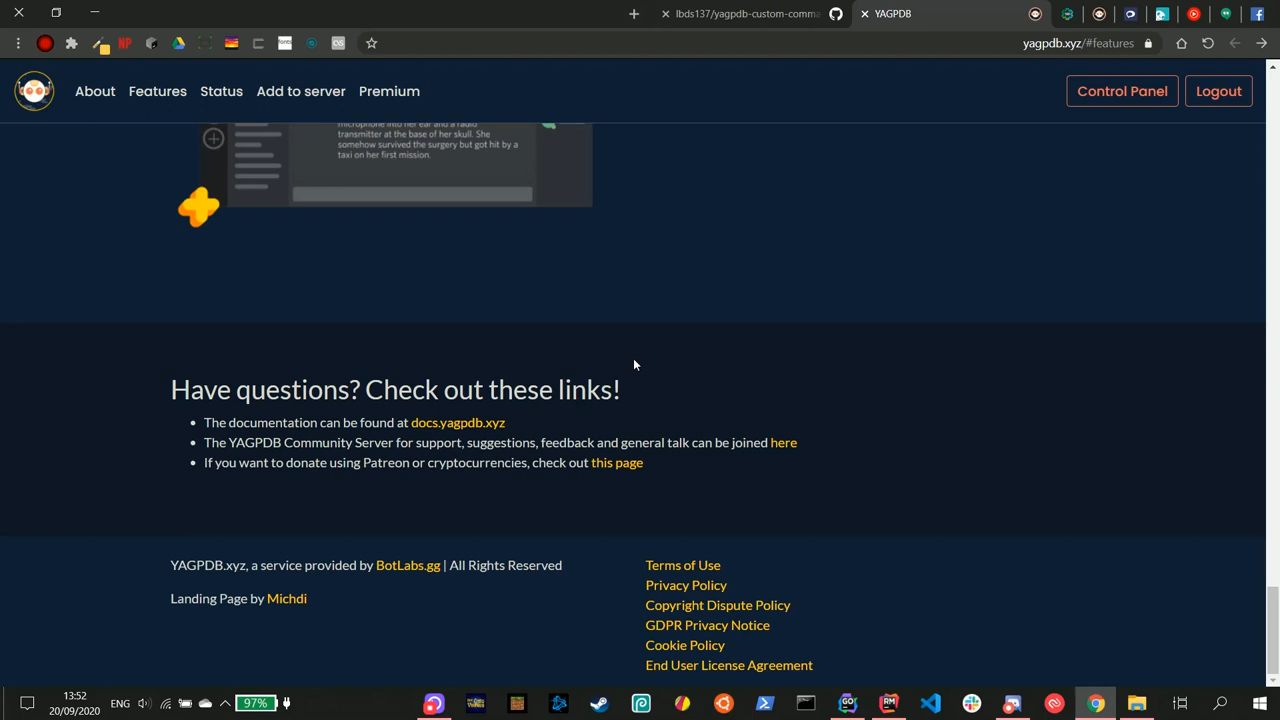 lbds137/yagpdb-custom-comma
YAGPDB
NP
fonts
yagpdb.xyz/#features
About
Features
Status
Add to server
Premium
Control Panel
Logout
microphone into her ear and a radio
transmitter at the base of her skull. She
somehow survived the surgery but got hit by a
taxi on her first mission.
Have questions? Check out these links!
The documentation can be found at docs.yagpdb.xyz
The YAGPDB Community Server for support, suggestions, feedback and general talk can be joined here
If you want to donate using Patreon or cryptocurrencies, check out this page
YAGPDB.xyz, a service provided by BotLabs.gg | All Rights Reserved
Landing Page by Michdi
Terms of Use
Privacy Policy
Copyright Dispute Policy
GDPR Privacy Notice
Cookie Policy
End User License Agreement
13:52
20/09/2020
ENG
97%
GO
RM